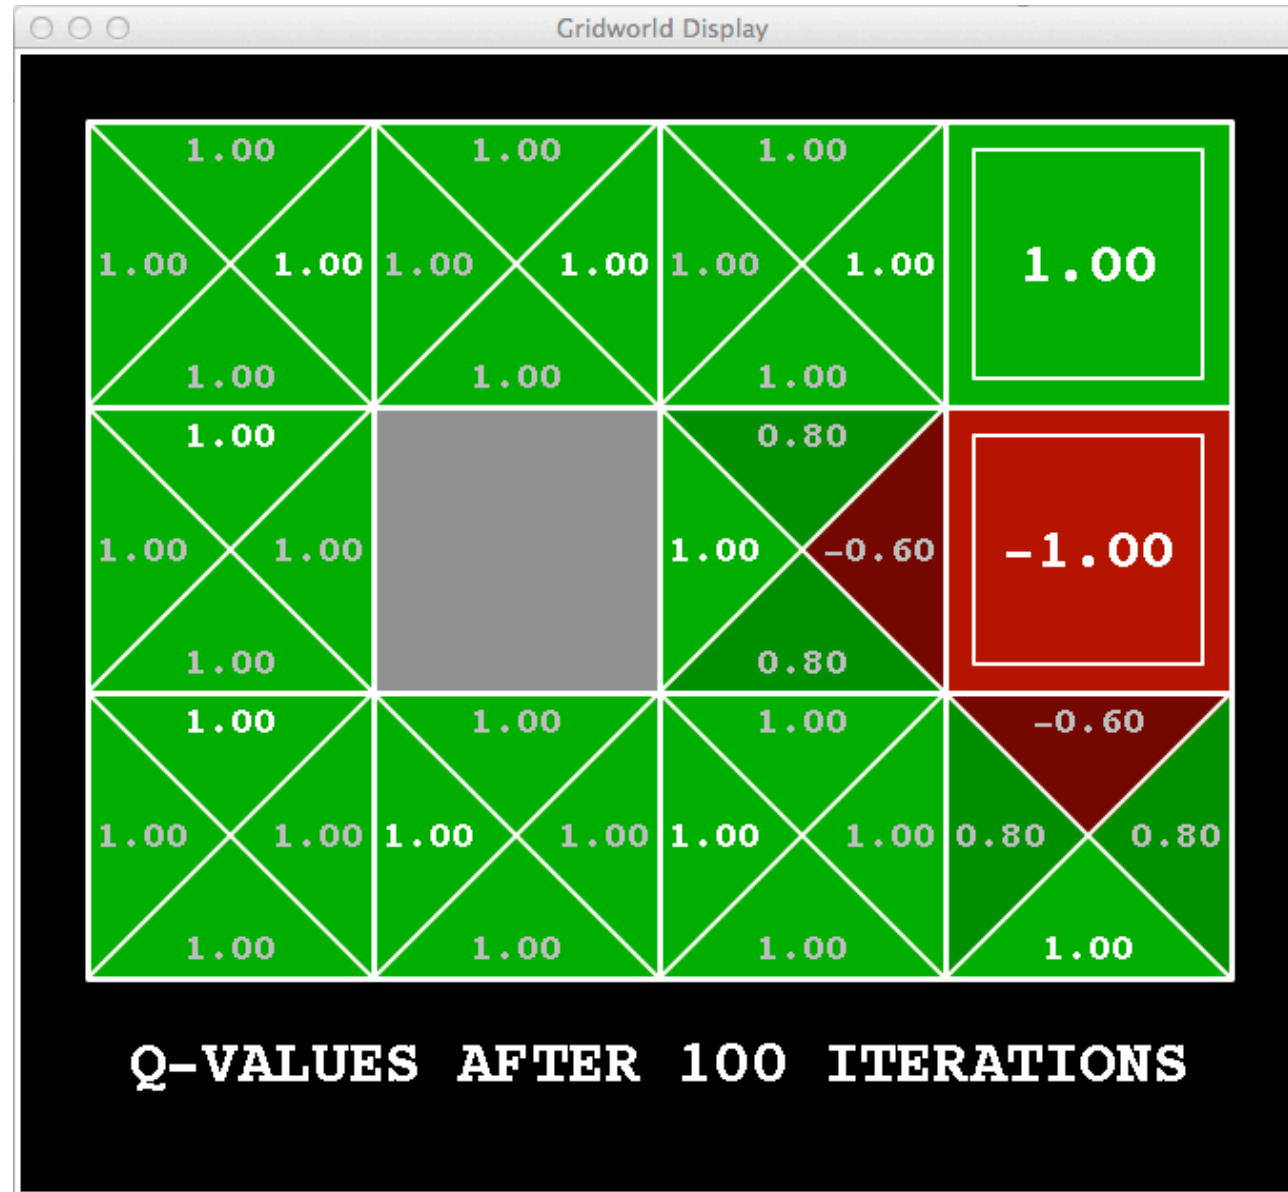 Gridworld Display
1.00 1.00 1.00
1.00 1.00 1.00 1.00 1.00 1.00 1.00
1.00 1.00 1.00
1.00 0.80
1.00 1.00 1.00 -0.60 -1.00
1.00 0.80
1.00 1.00 1.00 -0.60
1.00 1.00 1.00 1.00 1.00 1.00 0.80 0.80
1.00 1.00 1.00 1.00
Q-VALUES AFTER 100 ITERATIONS